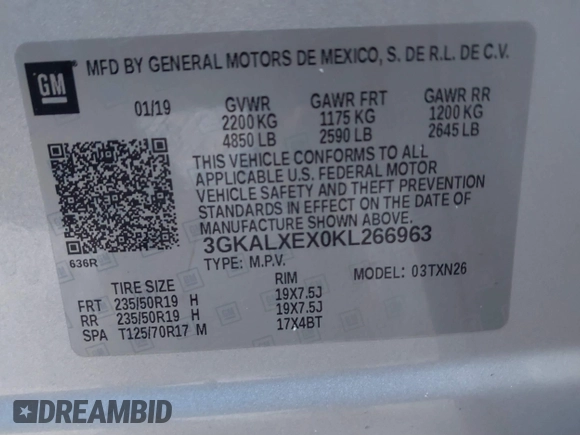 GM
MFD BY GENERAL MOTORS DE MEXICO, S. DE R.L. DE C.V.
01/19 GVWR GAWR FRT GAWR RR
2200 KG 1175 KG 1200 KG
4850 LB 2590 LB 2645 LB
THIS VEHICLE CONFORMS TO ALL
APPLICABLE U.S. FEDERAL MOTOR
VEHICLE SAFETY AND THEFT PREVENTION
STANDARDS IN EFFECT ON THE DATE OF
MANUFACTURE SHOWN ABOVE.
3GKALXEX0KL266963
636R
TYPE: M.P.V. MODEL: 03TXN26
TIRE SIZE RIM
FRT 235/50R19 H 19X7.5J
RR 235/50R19 H 19X7.5J
SPA T125/70R17 M 17X4BT
DREAMBID